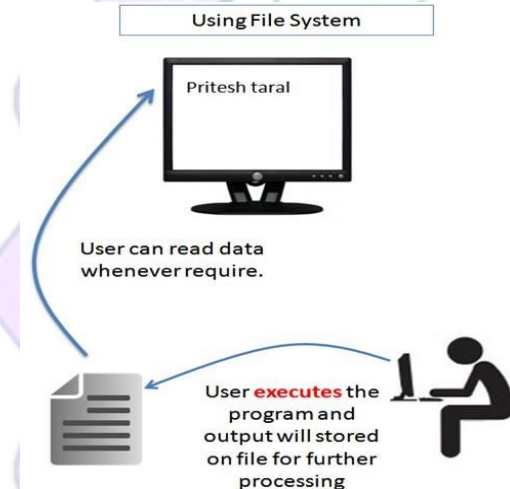 Using File System
Pritesh taral
User can read data
whenever require.
User executes the
program and
output will stored
on file for further
processing